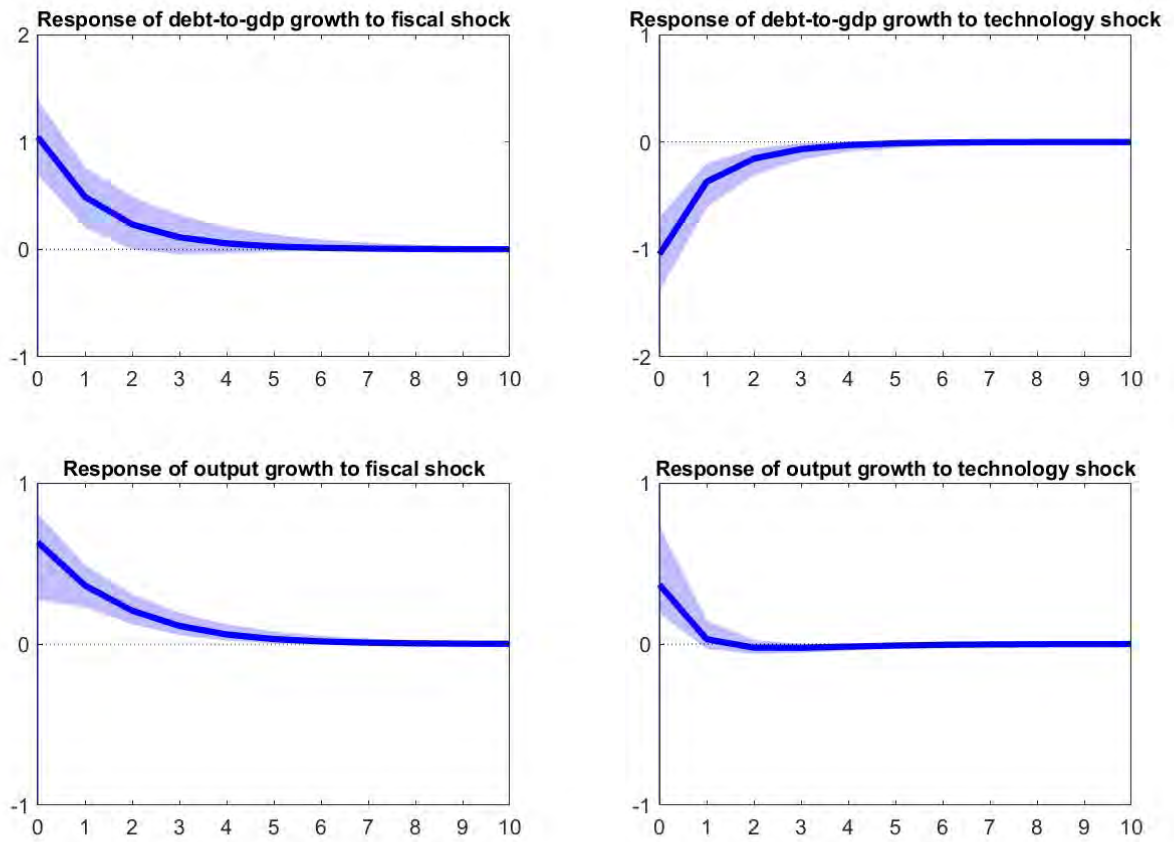 Response of debt-to-gdp growth to fiscal shock
2
1
0
-1
0 1 2 3 4 5 6 7 8 9 10
Response of debt-to-gdp growth to technology shock
1
0
-1
-2
0 1 2 3 4 5 6 7 8 9 10
Response of output growth to fiscal shock
1
0
-1
0 1 2 3 4 5 6 7 8 9 10
Response of output growth to technology shock
1
0
-1
0 1 2 3 4 5 6 7 8 9 10